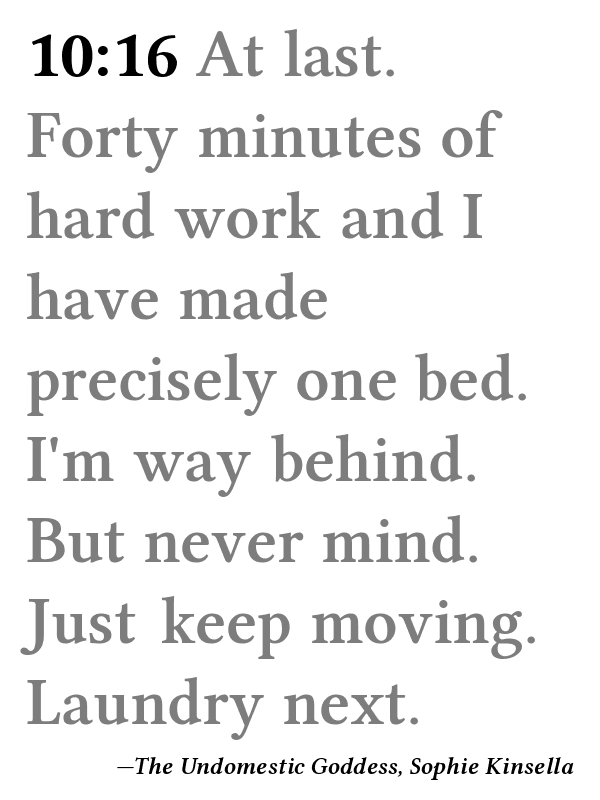 10:16 At last.
Forty minutes of
hard work and I
have made
precisely one bed.
I'm way behind.
But never mind.
Just keep moving.
Laundry next.
—The Undomestic Goddess, Sophie Kinsella